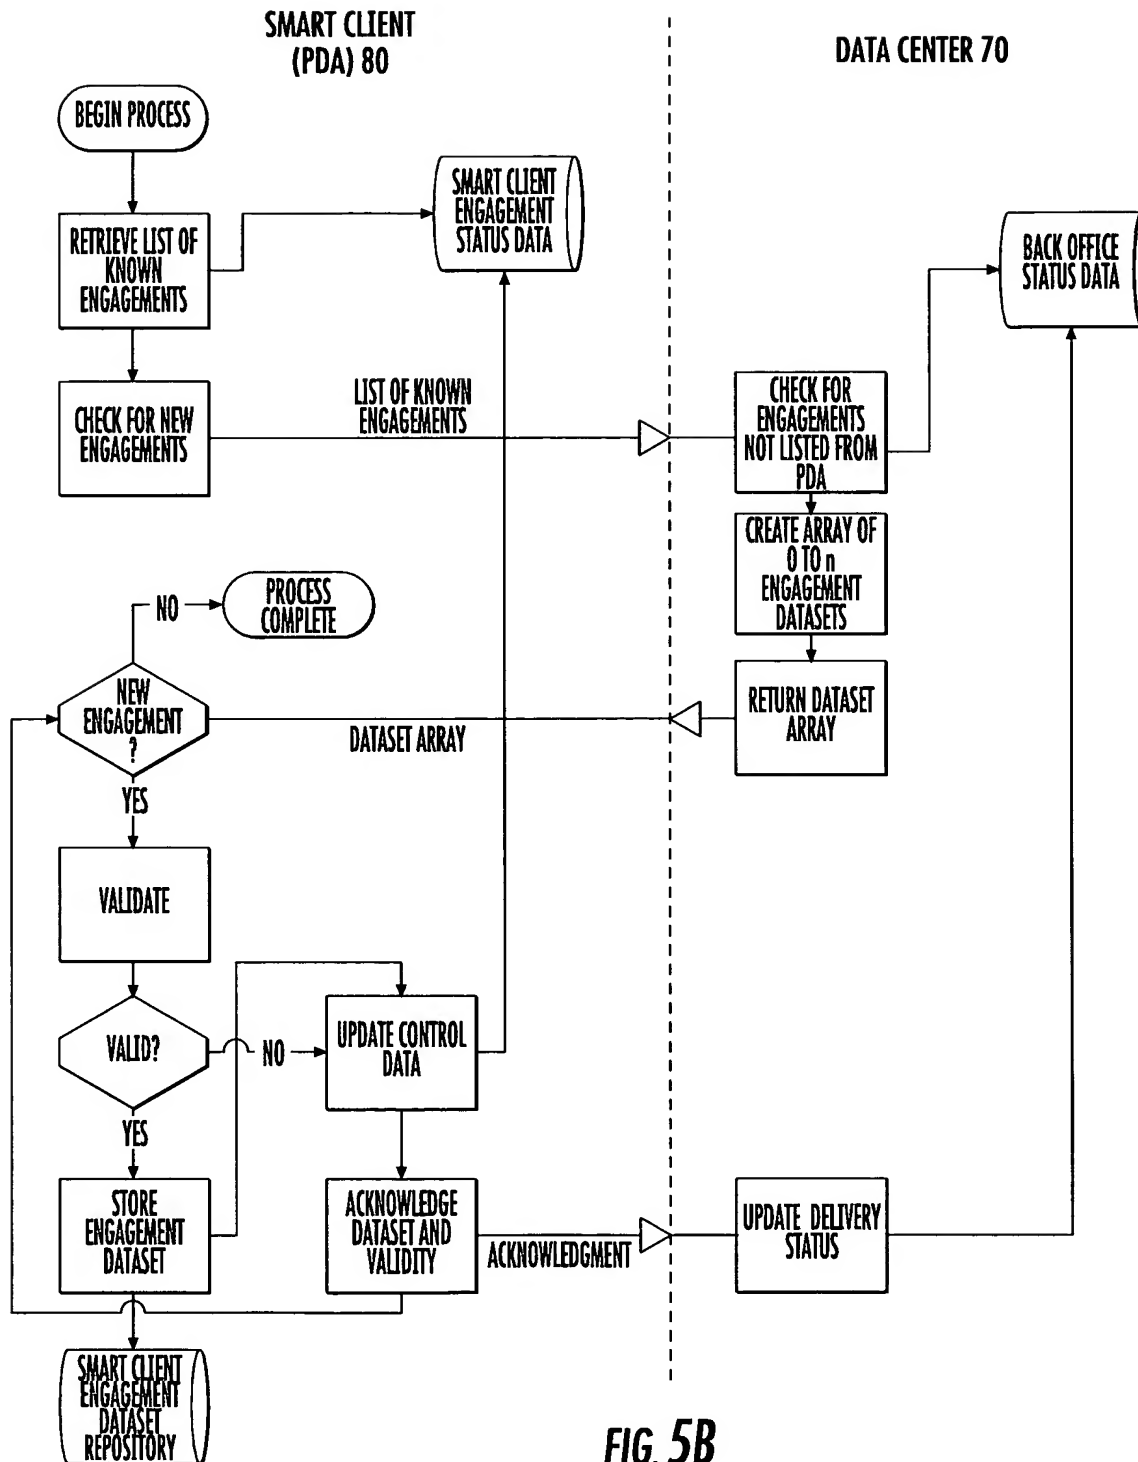 SMART CLIENT
(PDA) 80
DATA CENTER 70
BEGIN PROCESS
SMART CLIENT
ENGAGEMENT
STATUS DATA
RETRIEVE LIST OF
KNOWN
ENGAGEMENTS
BACK OFFICE
STATUS DATA
CHECK FOR NEW
ENGAGEMENTS
LIST OF KNOWN
ENGAGEMENTS
CHECK FOR
ENGAGEMENTS
NOT LISTED FROM
PDA
CREATE ARRAY OF
0 TO n
ENGAGEMENT
DATASETS
NO
PROCESS
COMPLETE
NEW
ENGAGEMENT
?
DATASET ARRAY
RETURN DATASET
ARRAY
YES
VALIDATE
VALID?
NO
UPDATE CONTROL
DATA
YES
STORE
ENGAGEMENT
DATASET
ACKNOWLEDGE
DATASET AND
VALIDITY
ACKNOWLEDGMENT
UPDATE DELIVERY
STATUS
SMART CLIENT
ENGAGEMENT
DATASET
REPOSITORY
FIG. 5B